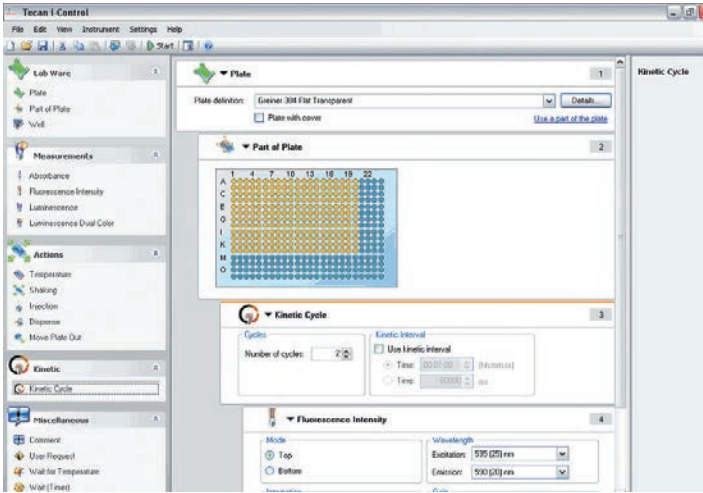 Tecan i Control
File Edit View Instrument Settings Help
Start
Lab Ware
Plate
Part of Plate
Well
Measurements
Absorbance
Fluorescence Intensity
Luminescence
Luminescence Dual Color
Actions
Temperature
Shaking
Injection
Dispense
Move Plate Out
Kinetic
Kinetic Cycle
Miscellaneous
Comment
User Request
Wait for Temperature
Wait (Timer)
Plate 1
Plate definition: Greiner 384 Flat Transparent Details...
Plate with cover Use a part of the plate
Part of Plate 2
1 4 7 10 13 16 19 22
A
C
E
G
I
K
M
O
Kinetic Cycle 3
Cycles Kinetic Interval
Number of cycles: 2 Use kinetic interval
Time: 00:01:00 [hh:mm:ss]
Time: ms
Fluorescence Intensity 4
Mode Wavelength
Top Excitation: 535 (25) nm
Bottom Emission: 590 (20) nm
Integration Gain
Kinetic Cycle